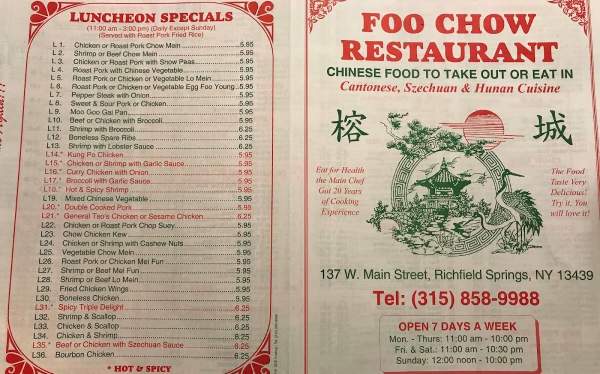 LUNCHEON SPECIALS
(11:00 am - 3:00 pm) (Daily Except Sunday)
(Served with Roast Pork Fried Rice)
L 1. Chicken or Roast Pork Chow Mein 5.95
L 2. Shrimp or Beef Chow Mein 5.95
L 3. Chicken or Roast Pork with Snow Peas 5.95
L 4. Roast Pork with Chinese Vegetable 5.95
L 5. Roast Pork or Chicken or Vegetable Lo Mein 5.95
L 6. Roast Pork or Chicken or Vegetable Egg Foo Young 5.95
L 7. Pepper Steak with Onion 5.95
L 8. Sweet & Sour Pork or Chicken 5.95
L 9. Moo Goo Gai Pan 5.95
L10. Beef or Chicken with Broccoli 5.95
L11. Shrimp with Broccoli 6.25
L12. Boneless Spare Ribs 6.25
L13. Shrimp with Lobster Sauce 6.25
L14.* Kung Po Chicken 5.95
L15.* Chicken or Shrimp with Garlic Sauce 5.95
L16.* Curry Chicken with Onion 5.95
L17.* Broccoli with Garlic Sauce 5.95
L18.* Hot & Spicy Shrimp 5.95
L19. Mixed Chinese Vegetable 5.95
L20.* Double Cooked Pork 5.95
L21.* General Tao's Chicken or Sesame Chicken 6.25
L22. Chicken or Roast Pork Chop Suey 5.95
L23. Chow Chicken Kew 5.95
L24. Chicken or Shrimp with Cashew Nuts 5.95
L25. Vegetable Chow Mein 5.95
L26. Roast Pork or Chicken Mei Fun 5.95
L27. Shrimp or Beef Mei Fun 5.95
L28. Shrimp or Beef Lo Mein 5.95
L29. Fried Chicken Wings 5.95
L30. Boneless Chicken 5.95
L31.* Spicy Triple Delight 6.25
L32. Shrimp & Scallop 6.25
L33. Chicken & Scallop 6.25
L34. Chicken & Shrimp 6.25
L35.* Beef or Chicken with Szechuan Sauce 6.25
L36. Bourbon Chicken 6.25
* HOT & SPICY
FOO CHOW
RESTAURANT
CHINESE FOOD TO TAKE OUT OR EAT IN
Cantonese, Szechuan & Hunan Cuisine
榕 城
Eat for Health
the Main Chef
Got 20 Years
of Cooking
Experience
The Food
Taste Very
Delicious!
Try it. You
will love it!
137 W. Main Street, Richfield Springs, NY 13439
Tel: (315) 858-9988
OPEN 7 DAYS A WEEK
Mon. - Thurs: 11:00 am - 10:00 pm
Fri. & Sat.: 11:00 am - 10:30 pm
Sunday: 12:00 noon - 10:00 pm